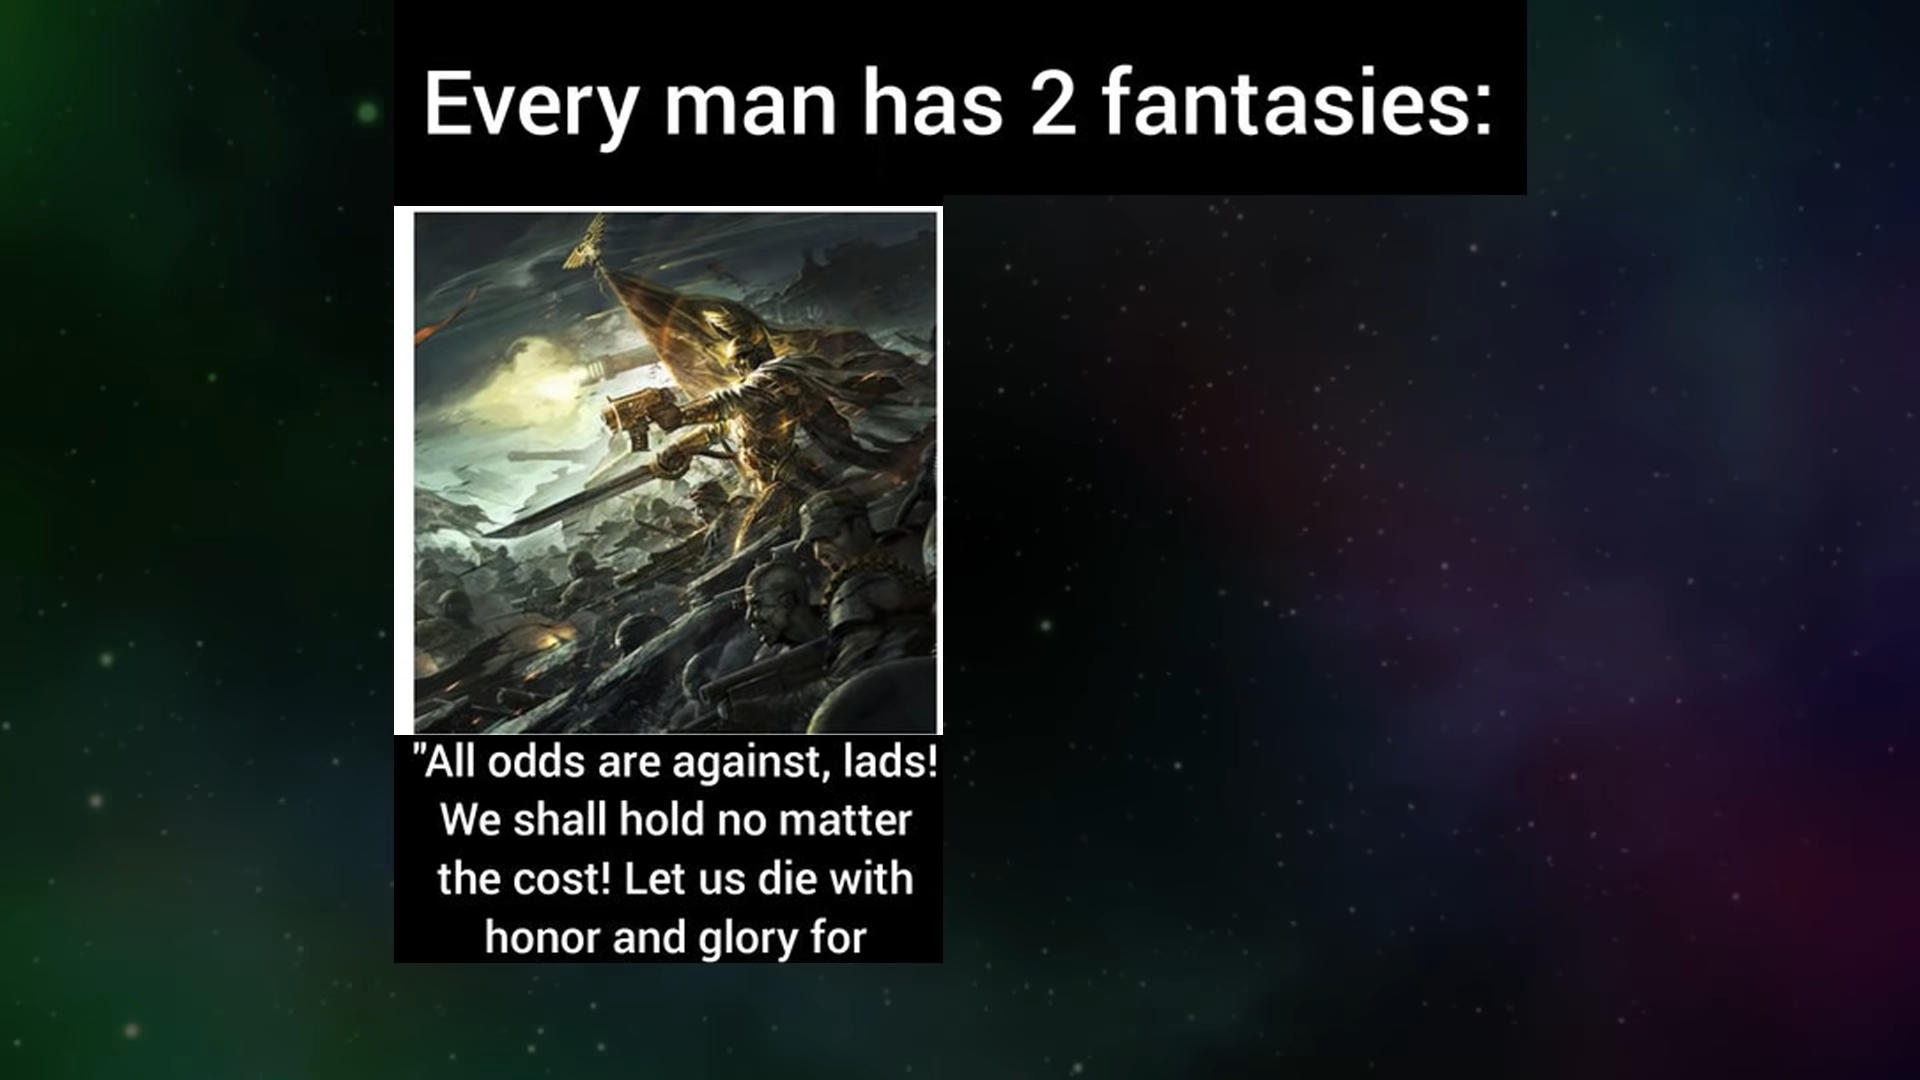 Every man has 2 fantasies:
"All odds are against, lads!
We shall hold no matter
the cost! Let us die with
honor and glory for